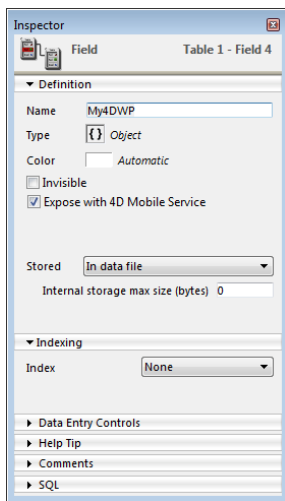 Inspector
Field Table 1 - Field 4
Definition
Name My4DWP
Type {} Object
Color Automatic
Invisible
Expose with 4D Mobile Service
Stored In data file
Internal storage max size (bytes) 0
Indexing
Index None
Data Entry Controls
Help Tip
Comments
SQL